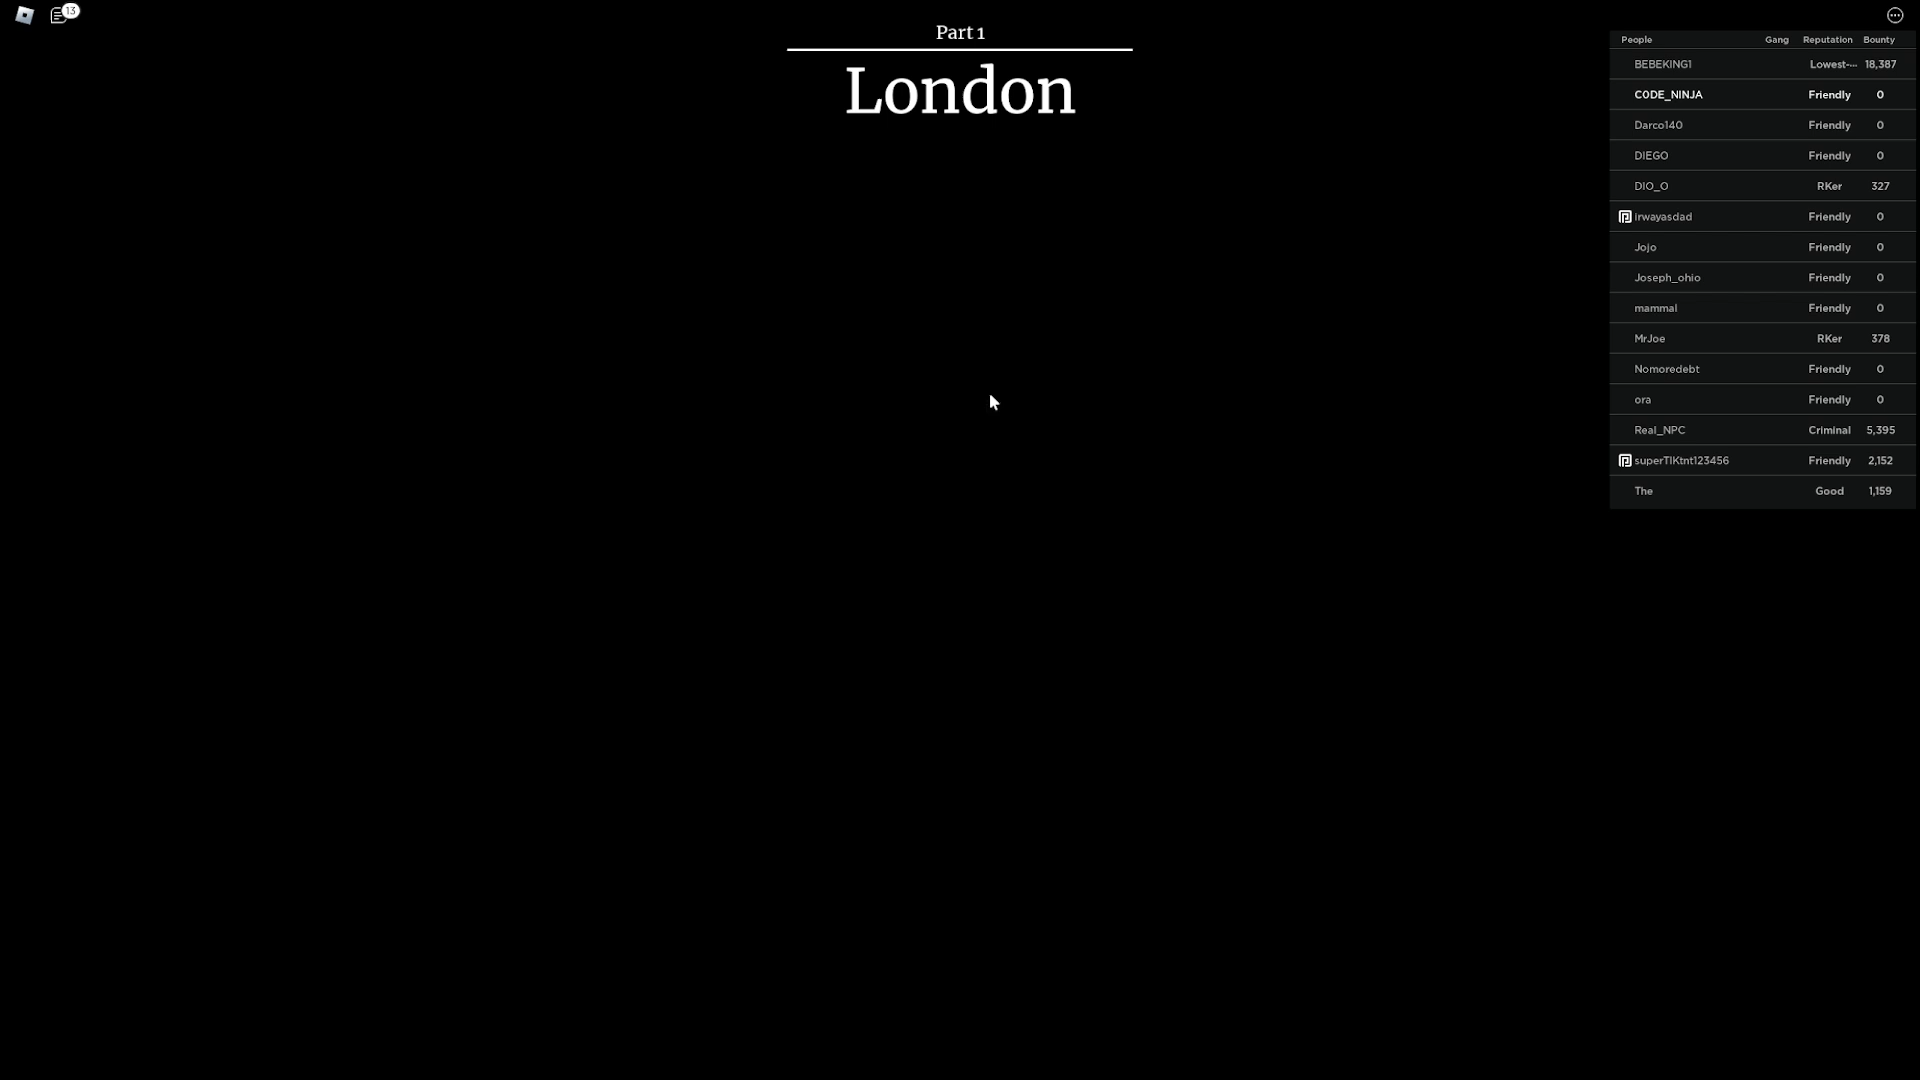 13
Part 1
London
People Gang Reputation Bounty
BEBEKING1 Lowest-... 18,387
C0DE_NINJA Friendly 0
Darco140 Friendly 0
DIEGO Friendly 0
DIO_O RKer 327
irwayasdad Friendly 0
Jojo Friendly 0
Joseph_ohio Friendly 0
mammal Friendly 0
MrJoe RKer 378
Nomoredebt Friendly 0
ora Friendly 0
Real_NPC Criminal 5,395
superTIKtnt123456 Friendly 2,152
The Good 1,159